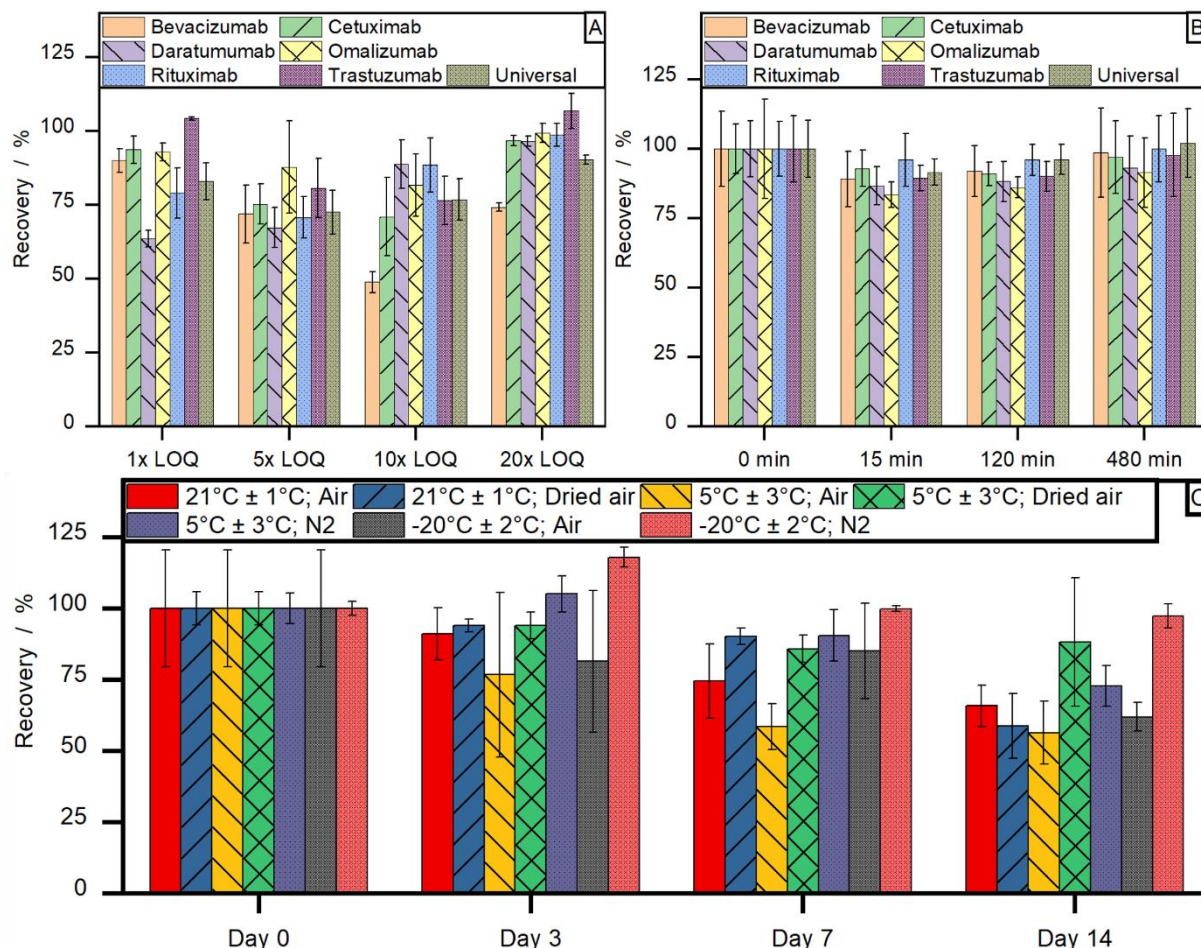 Bevacizumab Cetuximab A
Daratumumab Omalizumab
Rituximab Trastuzumab Universal
125
100
75
50
25
0
Recovery / %
1x LOQ 5x LOQ 10x LOQ 20x LOQ
Bevacizumab Cetuximab B
Daratumumab Omalizumab
Rituximab Trastuzumab Universal
125
100
75
50
25
0
Recovery / %
0 min 15 min 120 min 480 min
21°C ± 1°C; Air 21°C ± 1°C; Dried air 5°C ± 3°C; Air 5°C ± 3°C; Dried air C
5°C ± 3°C; N2 -20°C ± 2°C; Air -20°C ± 2°C; N2
125
100
75
50
25
0
Recovery / %
Day 0 Day 3 Day 7 Day 14